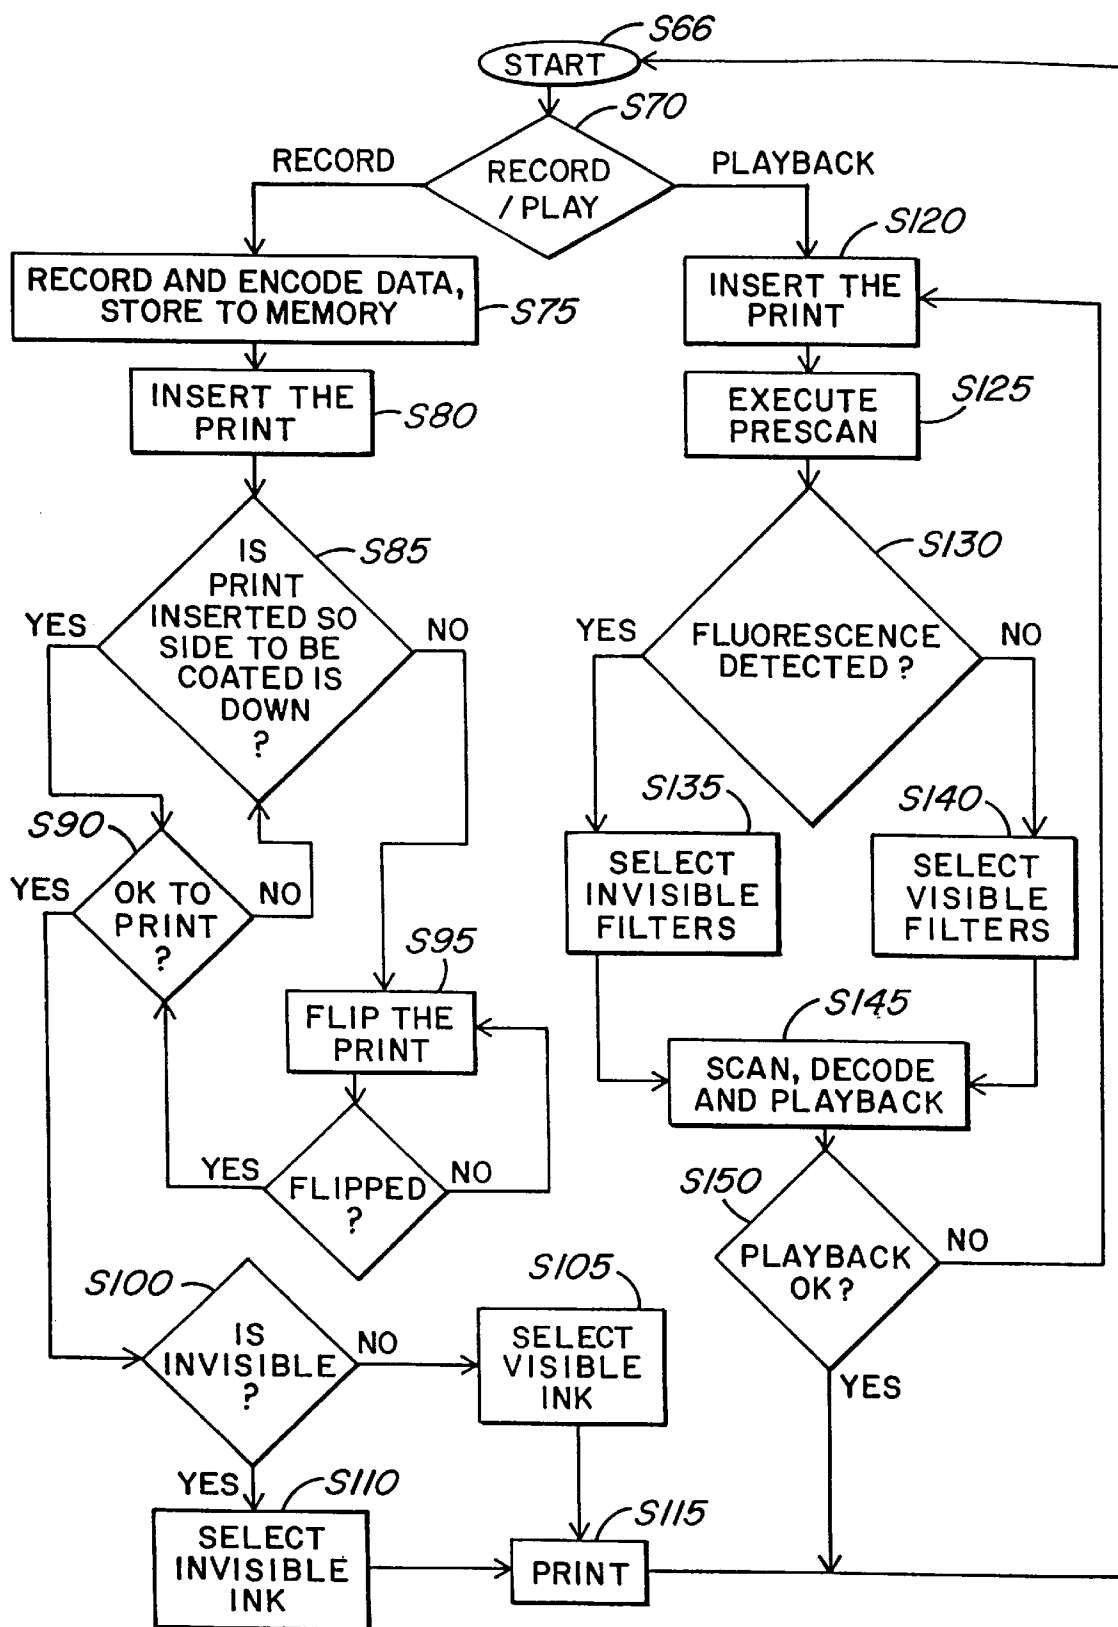 S66
START
S70
RECORD
RECORD
/ PLAY
PLAYBACK
RECORD AND ENCODE DATA,
STORE TO MEMORY
S75
INSERT THE
PRINT
S80
IS
PRINT
INSERTED SO
SIDE TO BE
COATED IS
DOWN
?
S85
YES
NO
S90
OK TO
PRINT
?
YES
NO
S95
FLIP THE
PRINT
FLIPPED
?
YES
NO
S100
IS
INVISIBLE
?
NO
YES
S105
SELECT
VISIBLE
INK
S110
SELECT
INVISIBLE
INK
S115
PRINT
S120
INSERT THE
PRINT
S125
EXECUTE
PRESCAN
S130
FLUORESCENCE
DETECTED ?
YES
NO
S135
SELECT
INVISIBLE
FILTERS
S140
SELECT
VISIBLE
FILTERS
S145
SCAN, DECODE
AND PLAYBACK
S150
PLAYBACK
OK?
NO
YES